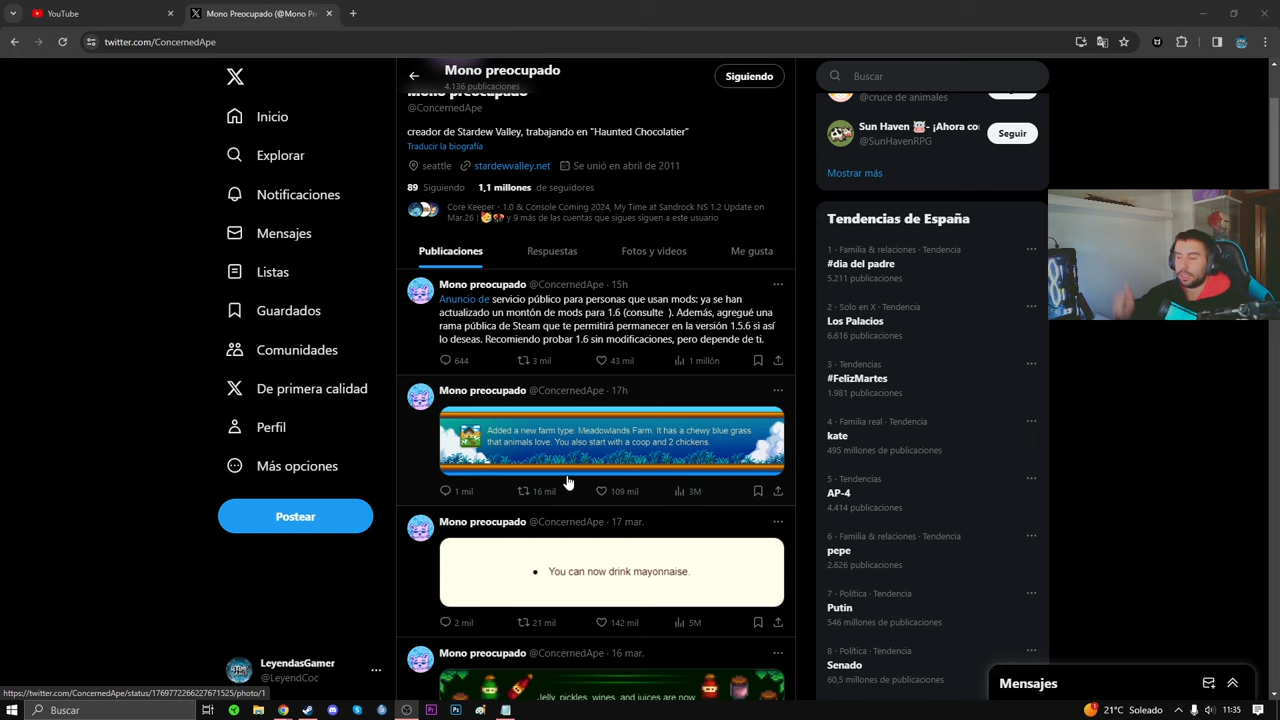 YouTube
Mono Preocupado (@Mono Pr
twitter.com/ConcernedApe
Inicio
Explorar
Notificaciones
Mensajes
Listas
Guardados
Comunidades
De primera calidad
Perfil
Más opciones
Postear
LeyendasGamer
@LeyendCoc
Mono preocupado
4.136 publicaciones
Siguiendo
Mono preocupado
@ConcernedApe
creador de Stardew Valley, trabajando en "Haunted Chocolatier"
Traducir la biografía
seattle stardewvalley.net Se unió en abril de 2011
89 Siguiendo 1,1 millones de seguidores
Core Keeper - 1.0 & Console Coming 2024, My Time at Sandrock NS 1.2 Update on
Mar.26 ! y 9 más de las cuentas que sigues siguen a este usuario
Publicaciones Respuestas Fotos y videos Me gusta
Mono preocupado @ConcernedApe · 15h
Anuncio de servicio público para personas que usan mods: ya se han
actualizado un montón de mods para 1.6 (consulte ). Además, agregué una
rama pública de Steam que te permitirá permanecer en la versión 1.5.6 si así
lo deseas. Recomiendo probar 1.6 sin modificaciones, pero depende de ti.
644 3 mil 43 mil 1 millón
Mono preocupado @ConcernedApe · 17h
Added a new farm type: Meadowlands Farm. It has a chewy blue grass
that animals love. You also start with a coop and 2 chickens.
1 mil 16 mil 109 mil 3M
Mono preocupado @ConcernedApe · 17 mar.
• You can now drink mayonnaise.
2 mil 21 mil 142 mil 5M
Mono preocupado @ConcernedApe · 16 mar.
Jelly, pickles, wines, and juices are now
Buscar
@cruce de animales
Sun Haven - ¡Ahora co
@SunHavenRPG
Seguir
Mostrar más
Tendencias de España
1 · Familia & relaciones · Tendencia
#dia del padre
5.211 publicaciones
2 · Solo en X · Tendencia
Los Palacios
6.616 publicaciones
3 · Tendencias
#FelizMartes
1.981 publicaciones
4 · Familia real · Tendencia
kate
495 millones de publicaciones
5 · Tendencias
AP-4
4.414 publicaciones
6 · Familia & relaciones · Tendencia
pepe
2.626 publicaciones
7 · Política · Tendencia
Putin
546 millones de publicaciones
8 · Política · Tendencia
Senado
60,5 millones de publicaciones
Mensajes
https://twitter.com/ConcernedApe/status/1769772266227671525/photo/1
Buscar
21°C Soleado
11:35